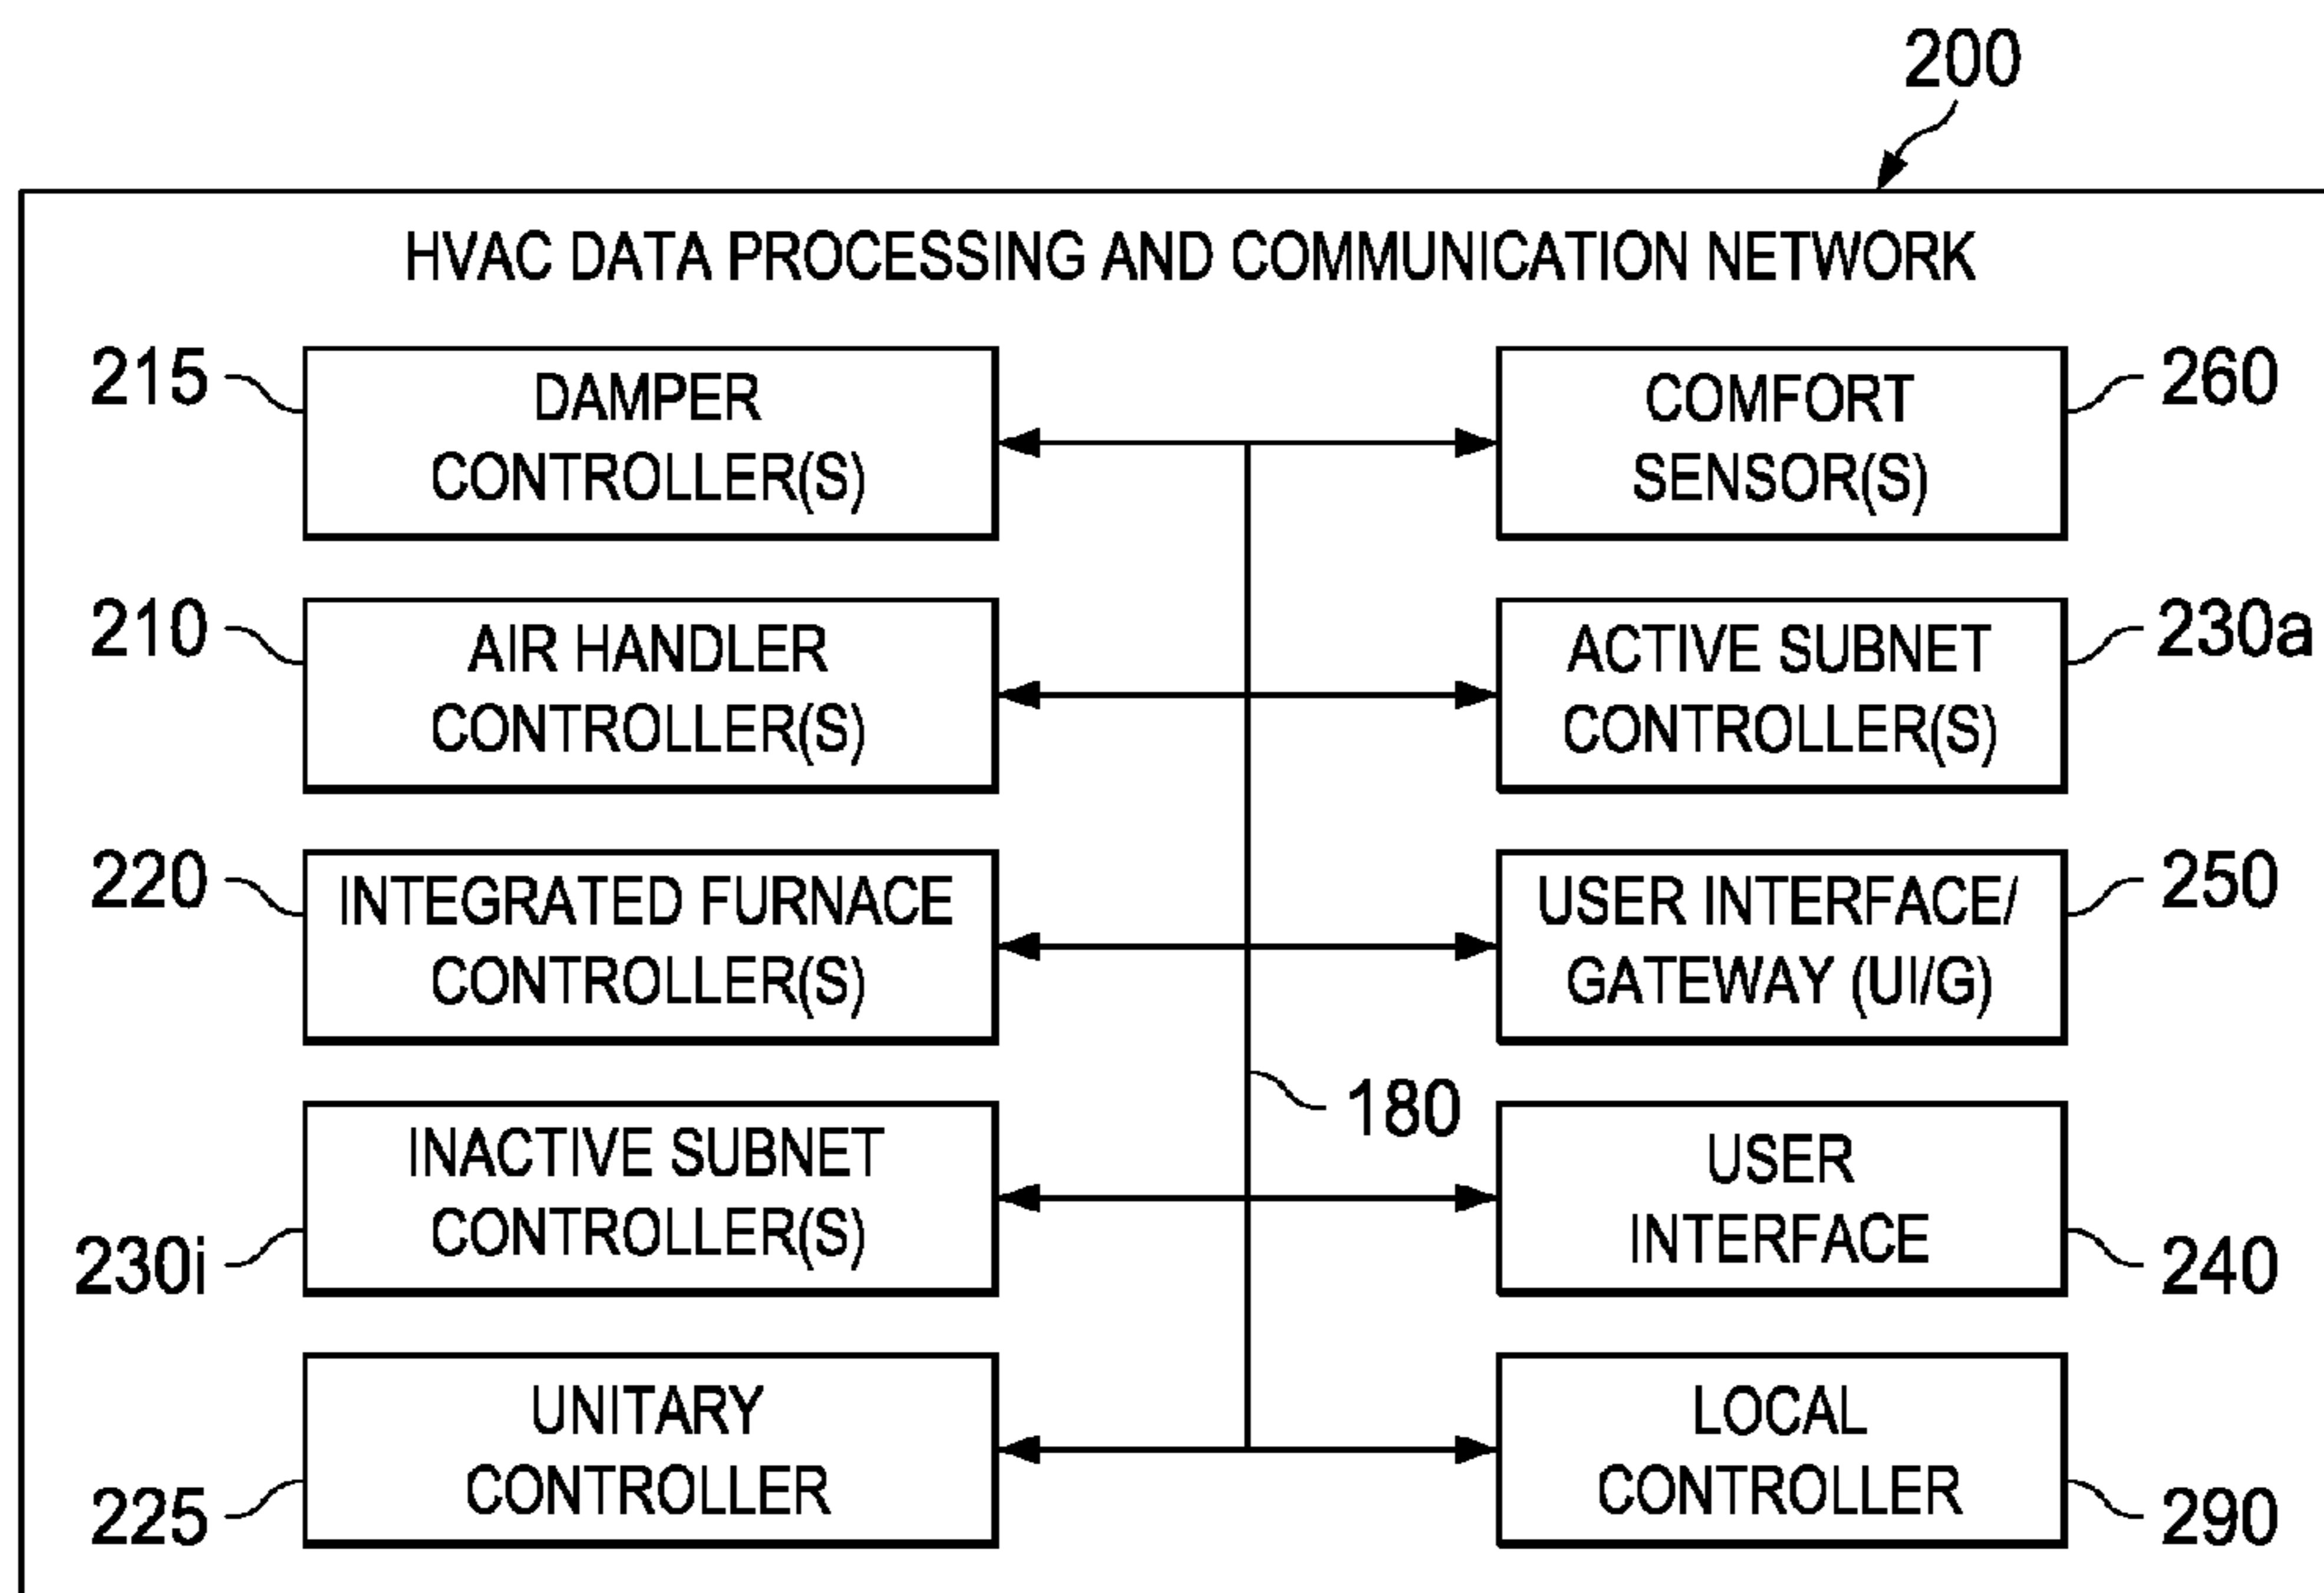 200
HVAC DATA PROCESSING AND COMMUNICATION NETWORK
215
DAMPER
CONTROLLER(S)
COMFORT
SENSOR(S)
260
210
AIR HANDLER
CONTROLLER(S)
ACTIVE SUBNET
CONTROLLER(S)
230a
220
INTEGRATED FURNACE
CONTROLLER(S)
USER INTERFACE/
GATEWAY (UI/G)
250
180
INACTIVE SUBNET
CONTROLLER(S)
230i
USER
INTERFACE
240
UNITARY
CONTROLLER
225
LOCAL
CONTROLLER
290